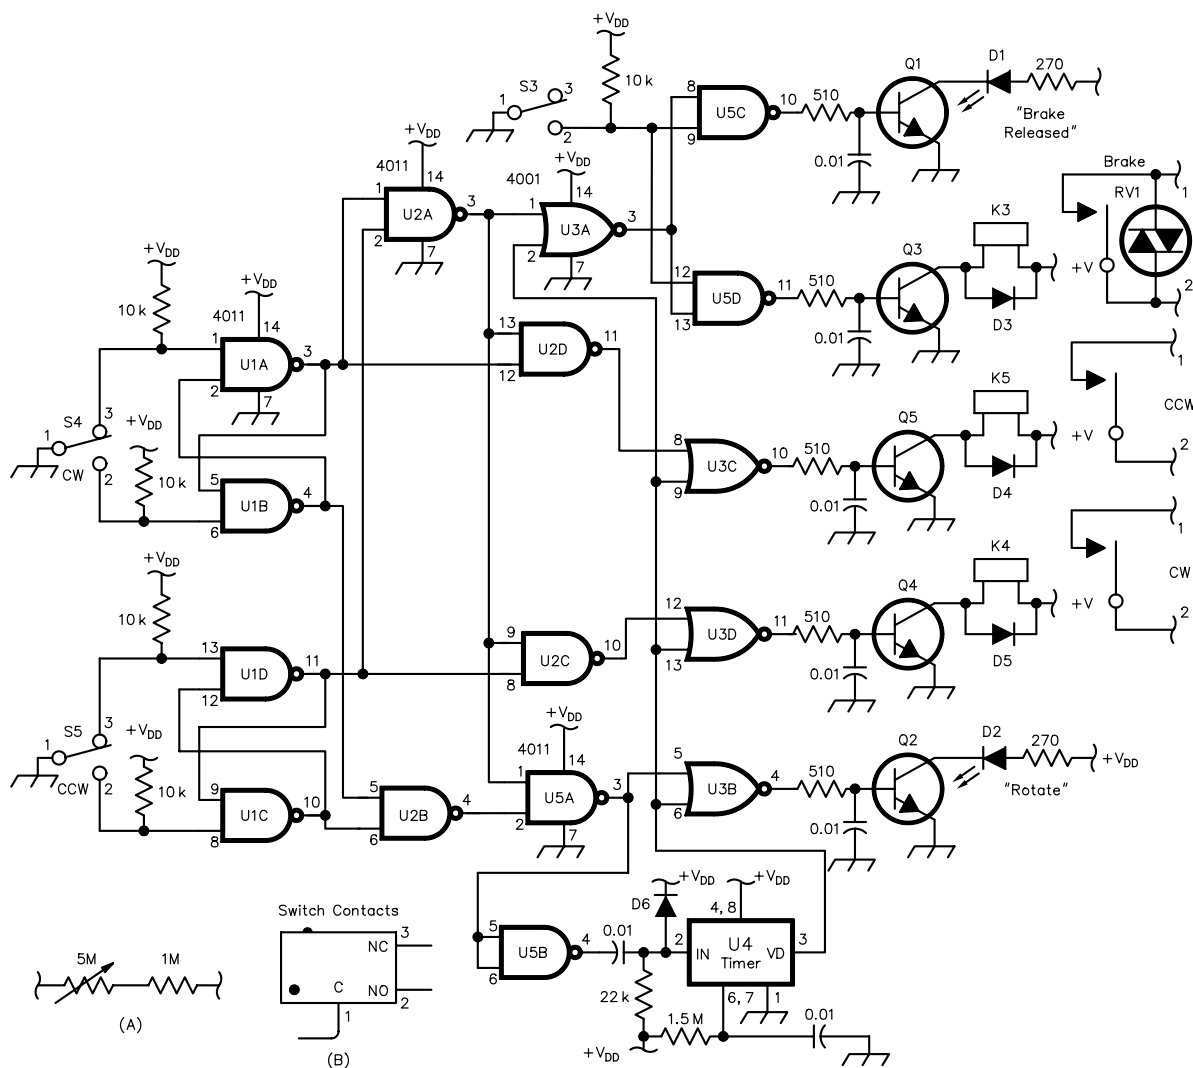 +VDD
S3
3
1
2
10 k
8
9
U5C
10
510
0.01
Q1
D1
270
"Brake
Released"
+VDD
4011
14
1
2
U2A
3
7
+VDD
4001
14
1
2
U3A
3
7
12
13
U5D
11
510
0.01
Q3
K3
D3
+V
Brake
RV1
1
2
+VDD
10 k
+VDD
4011
14
1
2
U1A
3
7
13
12
U2D
11
S4
1
3
2
CW
+VDD
10 k
5
6
U1B
4
8
9
U3C
10
510
0.01
Q5
K5
D4
+V
1
CCW
2
+VDD
10 k
13
12
U1D
11
9
8
U2C
10
12
13
U3D
11
510
0.01
Q4
K4
D5
+V
1
CW
2
S5
1
3
2
CCW
+VDD
10 k
9
8
U1C
10
5
6
U2B
4
+VDD
4011
14
1
2
U5A
3
7
5
6
U3B
4
510
0.01
Q2
D2
270
+VDD
"Rotate"
5
6
U5B
4
0.01
D6
+VDD
+VDD
4, 8
2
IN
U4
Timer
VD
3
6, 7
1
22 k
1.5 M
0.01
+VDD
5M
1M
(A)
Switch Contacts
3
NC
C
NO
2
1
(B)